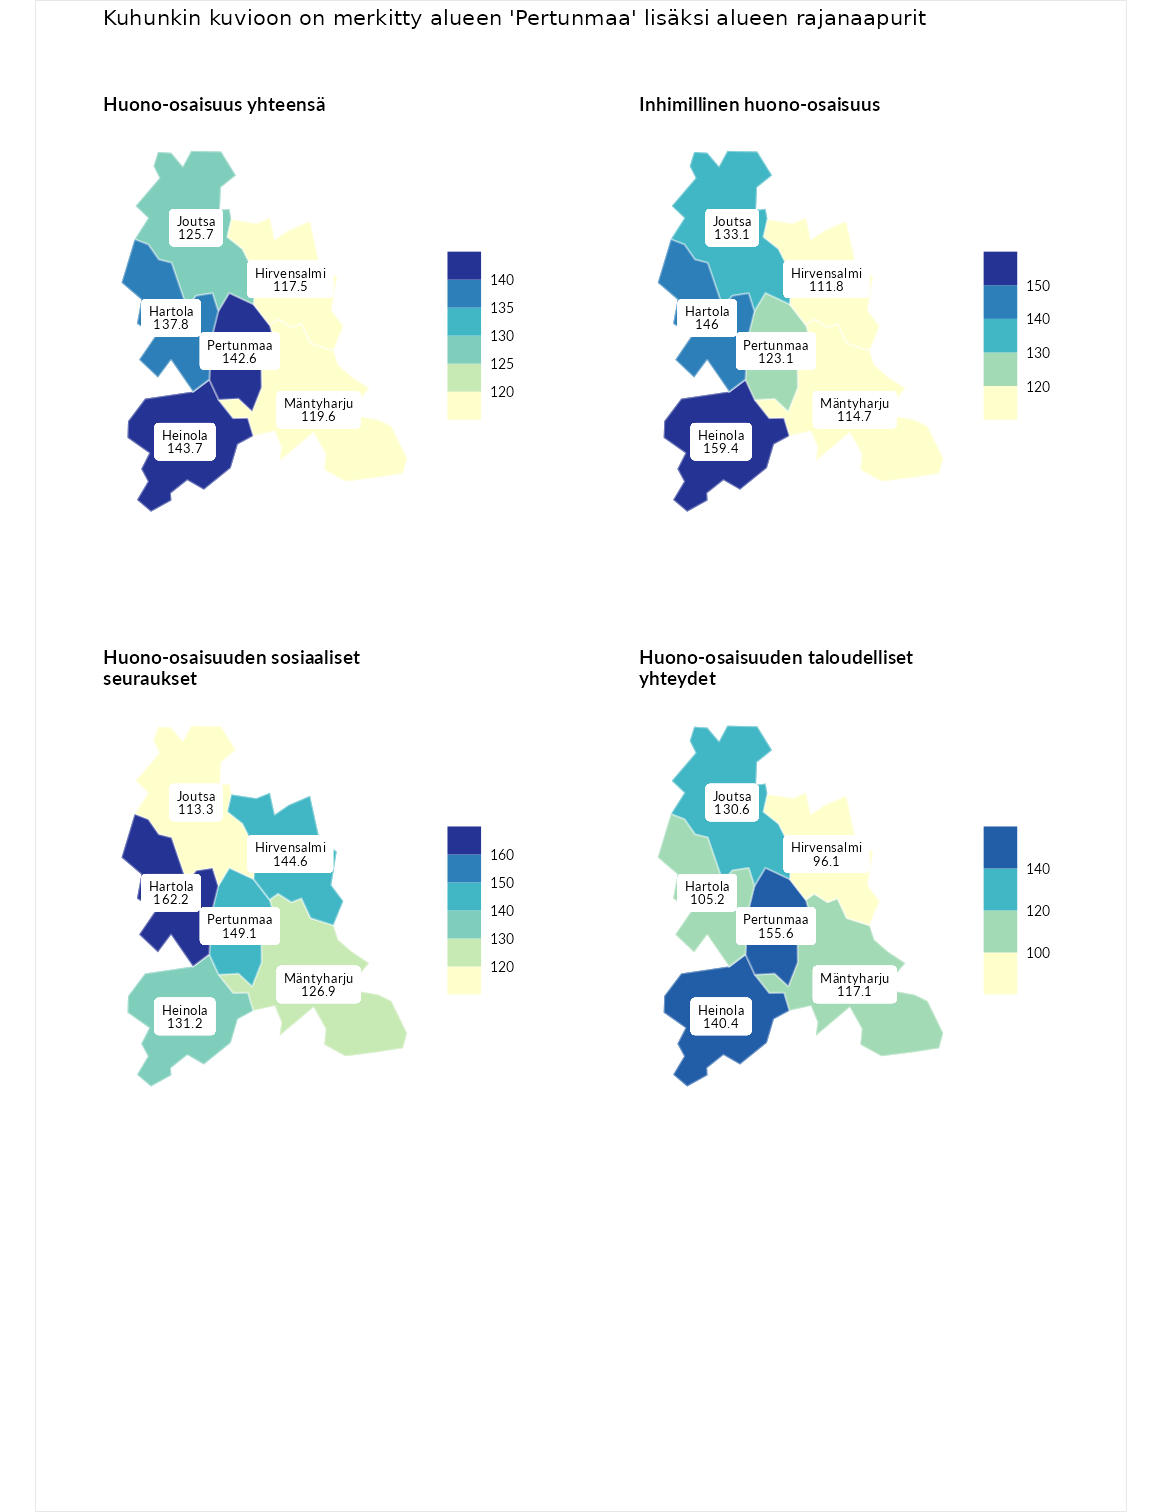 Kuhunkin kuvioon on merkitty alueen 'Pertunmaa' lisäksi alueen rajanaapurit
Huono-osaisuus yhteensä
Joutsa
125.7
Hirvensalmi
117.5
Hartola
137.8
Pertunmaa
142.6
Mäntyharju
119.6
Heinola
143.7
140
135
130
125
120
Inhimillinen huono-osaisuus
Joutsa
133.1
Hirvensalmi
111.8
Hartola
146
Pertunmaa
123.1
Mäntyharju
114.7
Heinola
159.4
150
140
130
120
Huono-osaisuuden sosiaaliset
seuraukset
Joutsa
113.3
Hirvensalmi
144.6
Hartola
162.2
Pertunmaa
149.1
Mäntyharju
126.9
Heinola
131.2
160
150
140
130
120
Huono-osaisuuden taloudelliset
yhteydet
Joutsa
130.6
Hirvensalmi
96.1
Hartola
105.2
Pertunmaa
155.6
Mäntyharju
117.1
Heinola
140.4
140
120
100